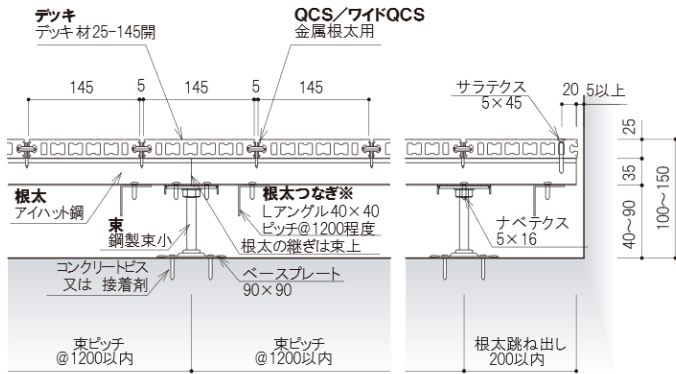 デッキ
デッキ材25-145開
QCS／ワイドQCS
金属根太用
145
5
145
5
145
サラテクス
5×45
20
5以上
25
35
40～90
100～150
根太
アイハット鋼
束
鋼製束小
根太つなぎ※
Lアングル40×40
ピッチ@1200程度
根太の継ぎは束上
ナベテクス
5×16
コンクリートビス
又は 接着剤
ベースプレート
90×90
束ピッチ
@1200以内
束ピッチ
@1200以内
根太跳ね出し
200以内